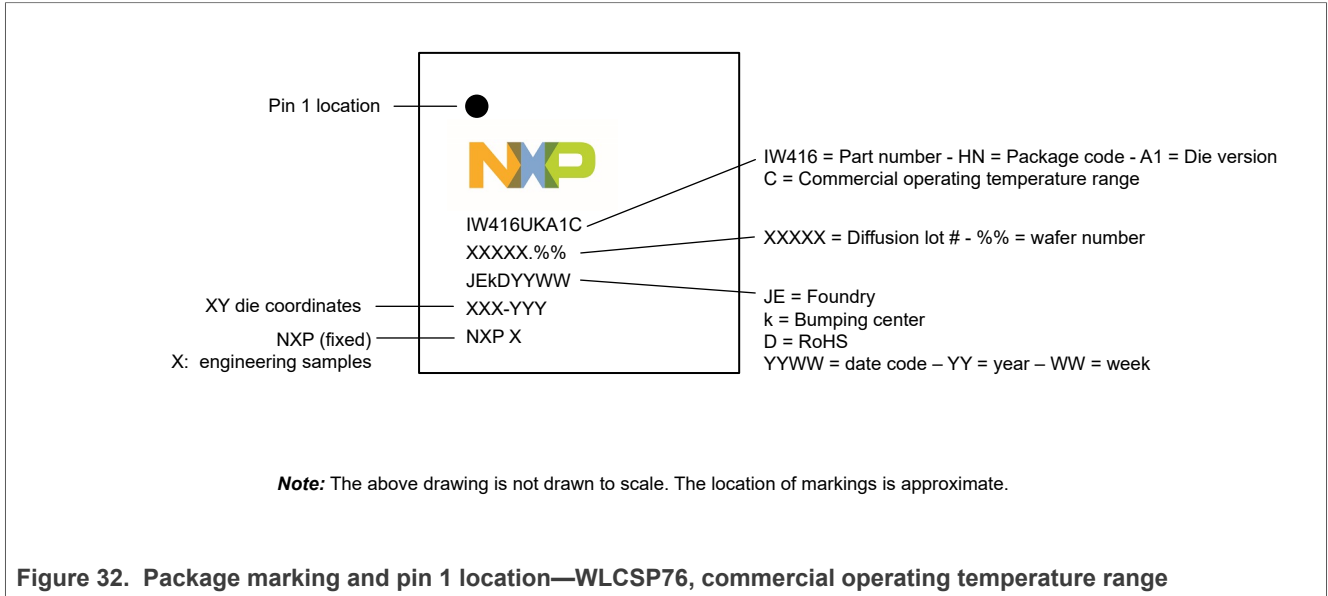 Pin 1 location
NXP
IW416UKA1C
XXXXX.%%
JEkDYYWW
XXX-YYY
NXP X
XY die coordinates
NXP (fixed)
X: engineering samples
IW416 = Part number - HN = Package code - A1 = Die version
C = Commercial operating temperature range
XXXXX = Diffusion lot # - %% = wafer number
JE = Foundry
k = Bumping center
D = RoHS
YYWW = date code – YY = year – WW = week
Note: The above drawing is not drawn to scale. The location of markings is approximate.
Figure 32. Package marking and pin 1 location—WLCSP76, commercial operating temperature range